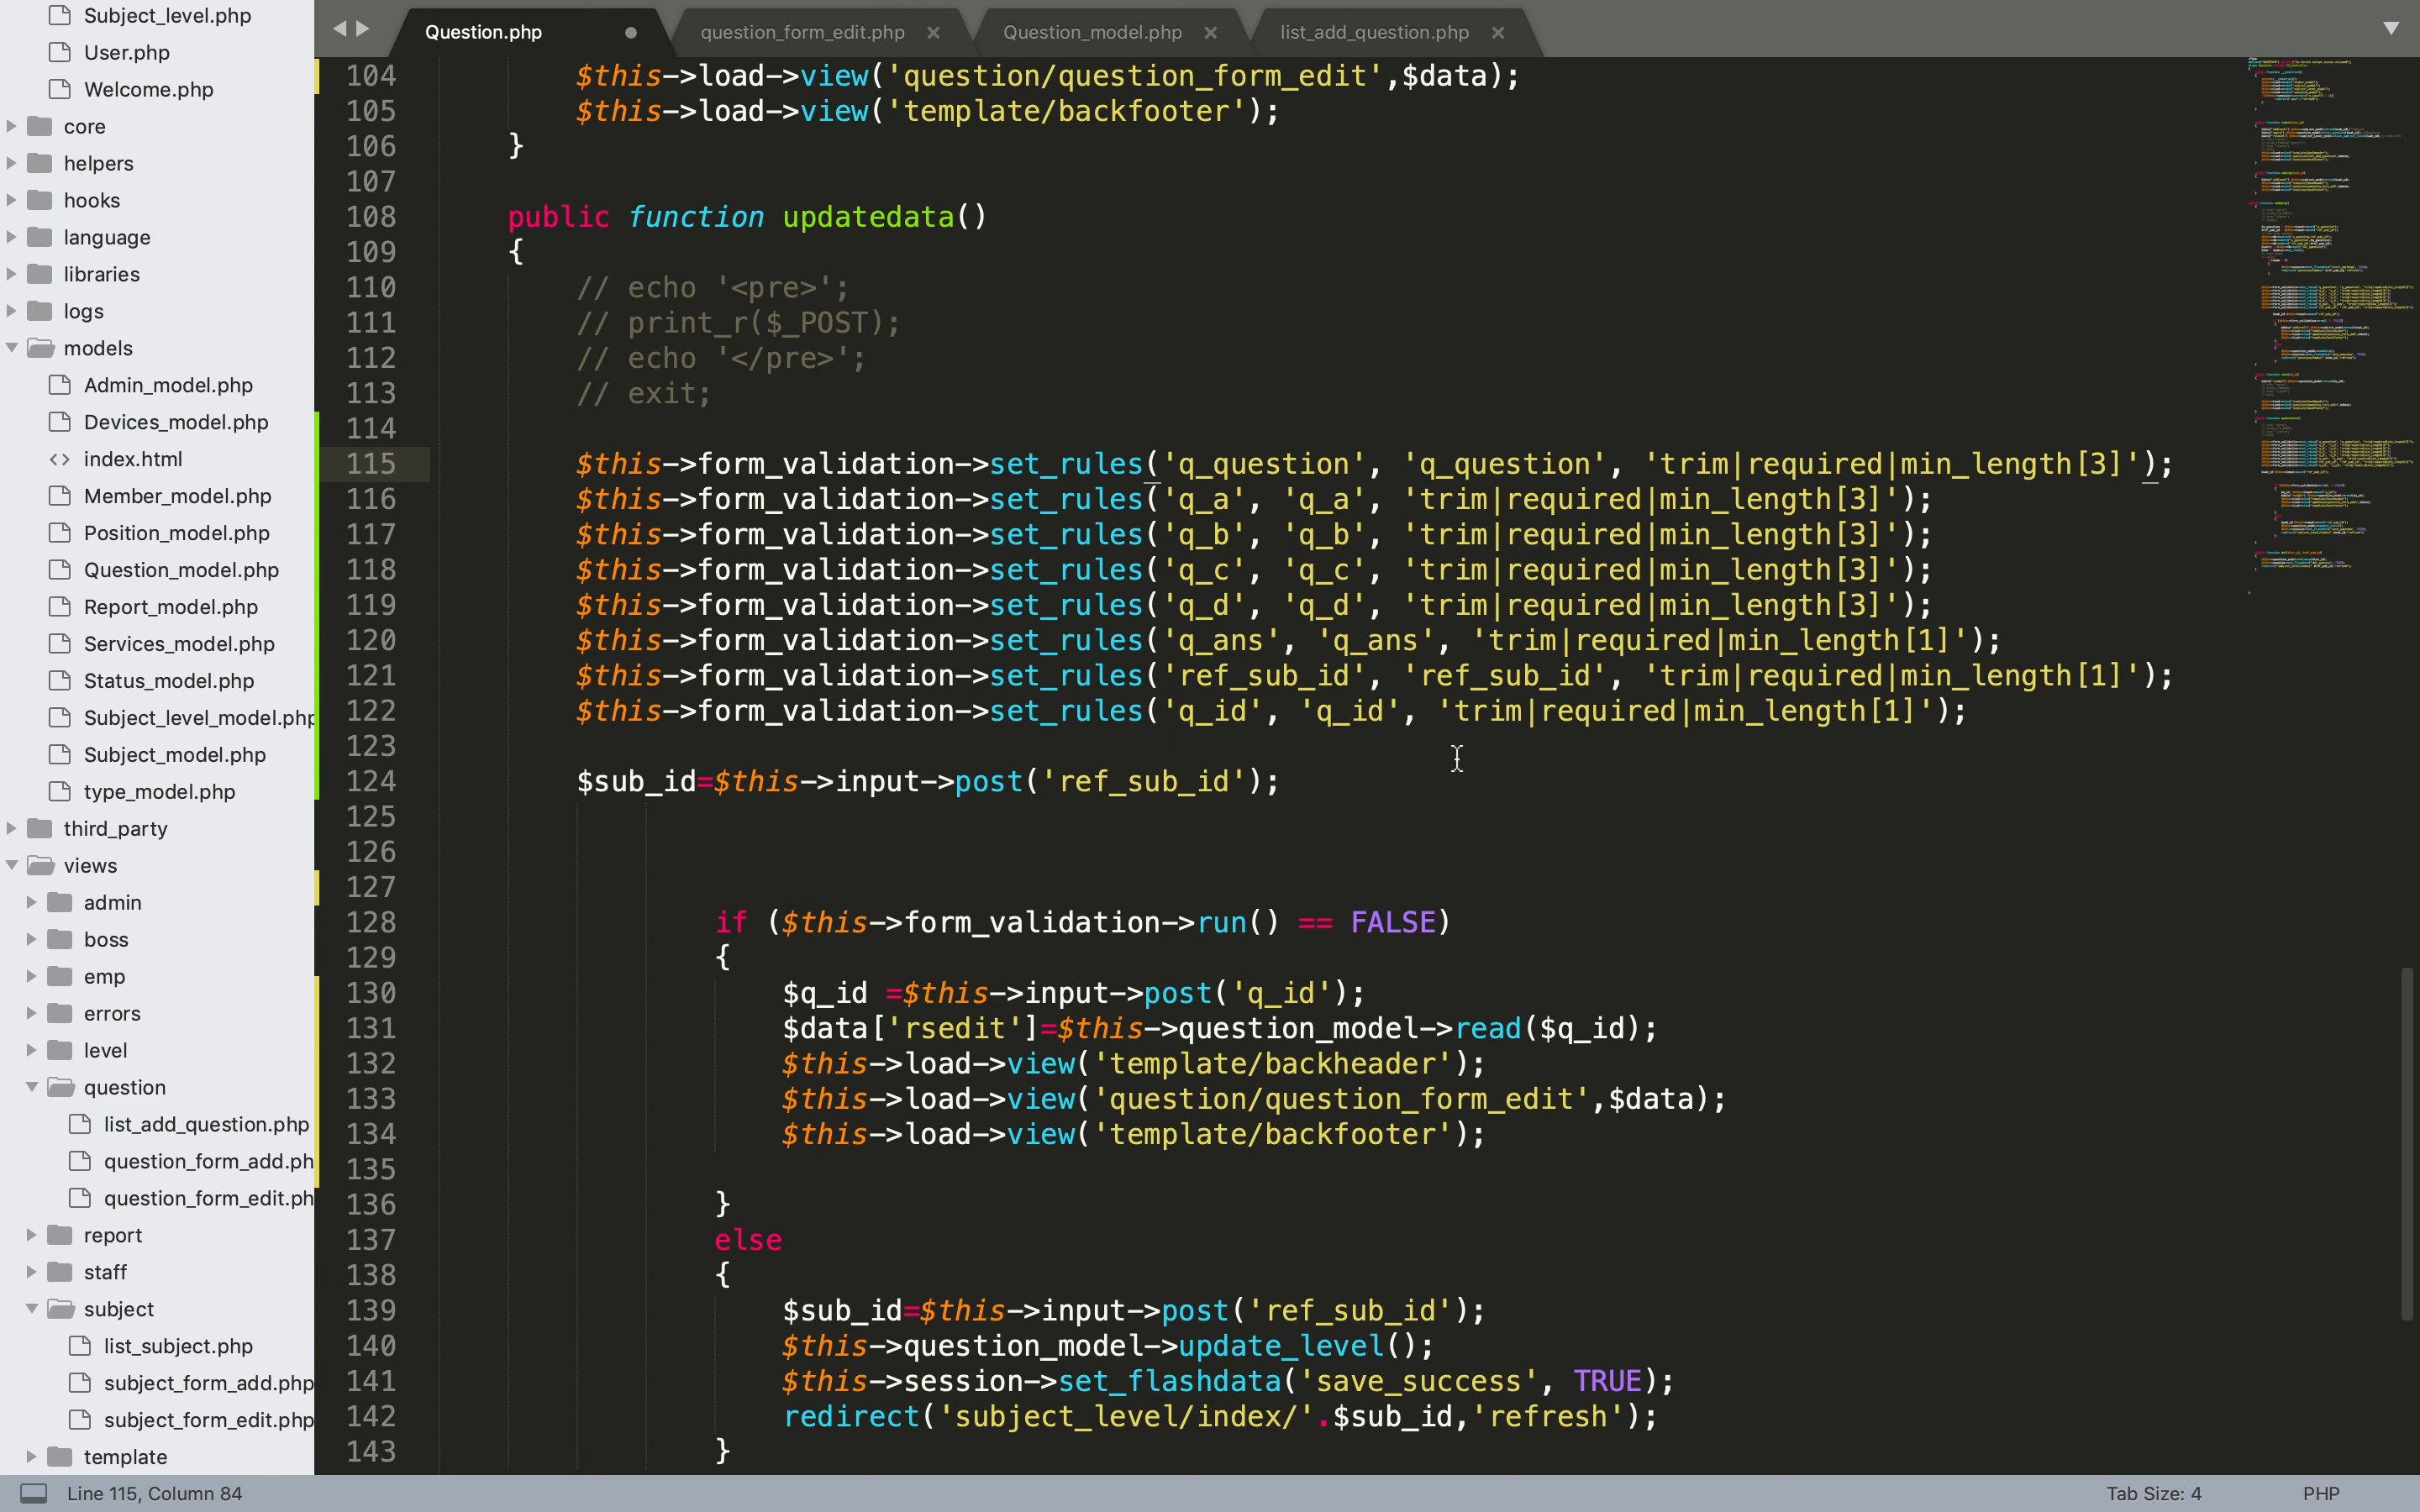 Subject_level.php
User.php
Welcome.php
core
helpers
hooks
language
libraries
logs
models
Admin_model.php
Devices_model.php
index.html
Member_model.php
Position_model.php
Question_model.php
Report_model.php
Services_model.php
Status_model.php
Subject_level_model.php
Subject_model.php
type_model.php
third_party
views
admin
boss
emp
errors
level
question
list_add_question.php
question_form_add.ph
question_form_edit.ph
report
staff
subject
list_subject.php
subject_form_add.php
subject_form_edit.php
template
Question.php
question_form_edit.php
Question_model.php
list_add_question.php
104 $this->load->view('question/question_form_edit',$data);
105 $this->load->view('template/backfooter');
106 }
107
108 public function updatedata()
109 {
110 // echo '<pre>';
111 // print_r($_POST);
112 // echo '</pre>';
113 // exit;
114
115 $this->form_validation->set_rules('q_question', 'q_question', 'trim|required|min_length[3]');
116 $this->form_validation->set_rules('q_a', 'q_a', 'trim|required|min_length[3]');
117 $this->form_validation->set_rules('q_b', 'q_b', 'trim|required|min_length[3]');
118 $this->form_validation->set_rules('q_c', 'q_c', 'trim|required|min_length[3]');
119 $this->form_validation->set_rules('q_d', 'q_d', 'trim|required|min_length[3]');
120 $this->form_validation->set_rules('q_ans', 'q_ans', 'trim|required|min_length[1]');
121 $this->form_validation->set_rules('ref_sub_id', 'ref_sub_id', 'trim|required|min_length[1]');
122 $this->form_validation->set_rules('q_id', 'q_id', 'trim|required|min_length[1]');
123
124 $sub_id=$this->input->post('ref_sub_id');
125
126
127
128 if ($this->form_validation->run() == FALSE)
129 {
130 $q_id =$this->input->post('q_id');
131 $data['rsedit']=$this->question_model->read($q_id);
132 $this->load->view('template/backheader');
133 $this->load->view('question/question_form_edit',$data);
134 $this->load->view('template/backfooter');
135
136 }
137 else
138 {
139 $sub_id=$this->input->post('ref_sub_id');
140 $this->question_model->update_level();
141 $this->session->set_flashdata('save_success', TRUE);
142 redirect('subject_level/index/'.$sub_id,'refresh');
143 }
Line 115, Column 84
Tab Size: 4
PHP